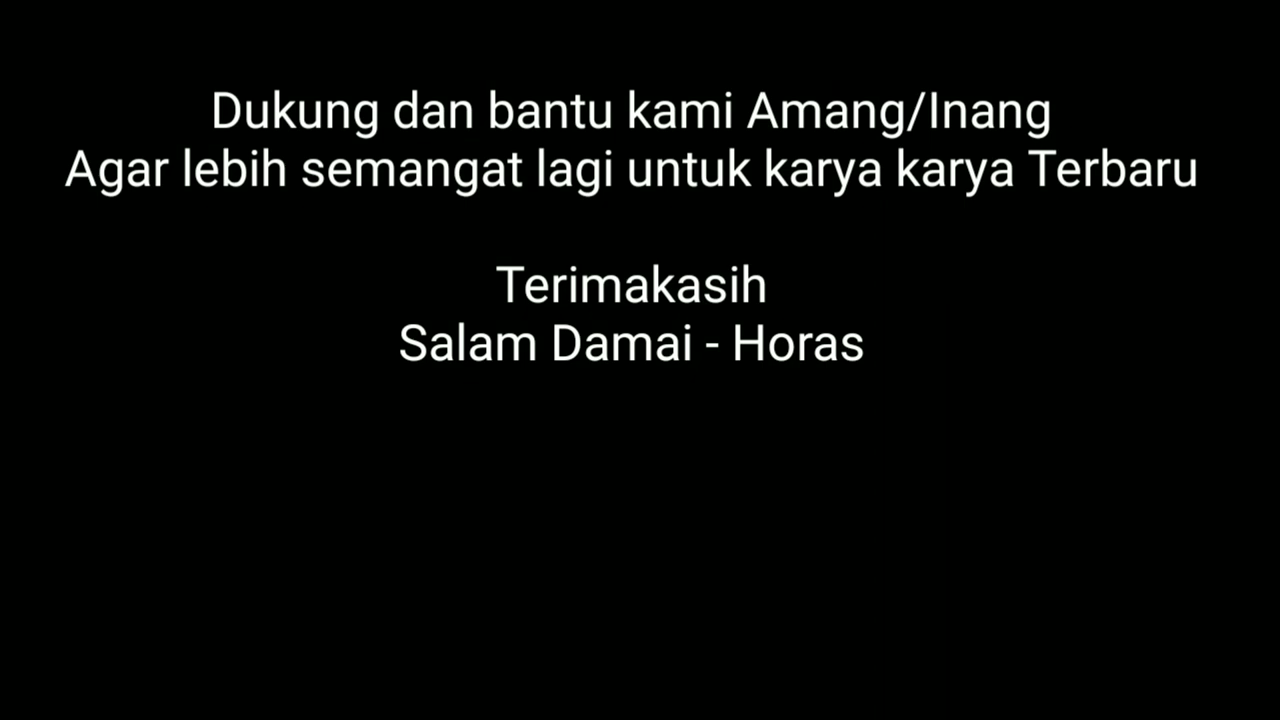 Dukung dan bantu kami Amang/Inang
Agar lebih semangat lagi untuk karya karya Terbaru
Terimakasih
Salam Damai - Horas